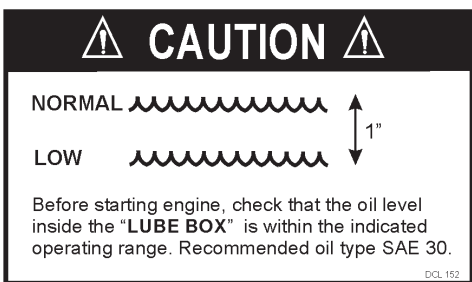 CAUTION
NORMAL
1”
LOW
Before starting engine, check that the oil level
inside the “LUBE BOX” is within the indicated
operating range. Recommended oil type SAE 30.
DCL 152